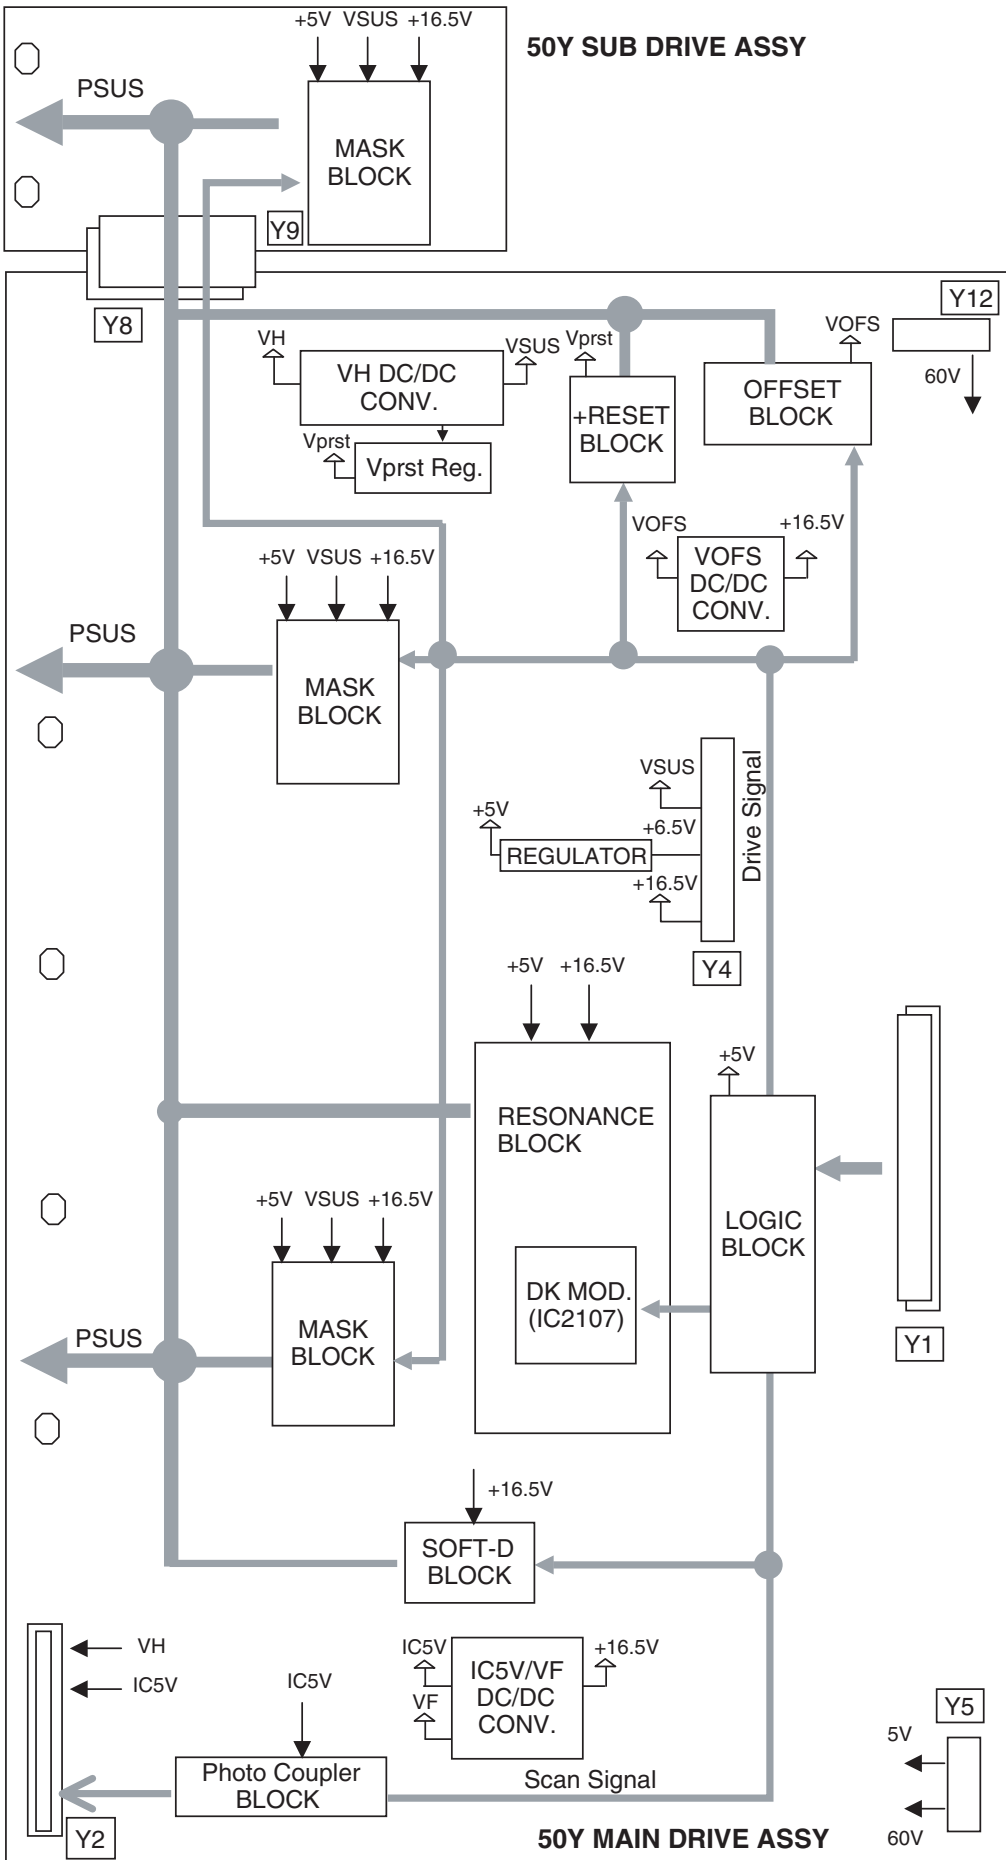 +5V VSUS +16.5V
50Y SUB DRIVE ASSY
PSUS
MASK
BLOCK
Y9
Y8
Y12
VH
VSUS
Vprst
VOFS
VH DC/DC
CONV.
60V
OFFSET
BLOCK
+RESET
BLOCK
Vprst
Vprst Reg.
VOFS
+16.5V
VOFS
DC/DC
CONV.
+5V VSUS +16.5V
PSUS
MASK
BLOCK
VSUS
Drive Signal
+5V
+6.5V
REGULATOR
+16.5V
Y4
+5V +16.5V
+5V
RESONANCE
BLOCK
+5V VSUS +16.5V
LOGIC
BLOCK
DK MOD.
(IC2107)
PSUS
MASK
BLOCK
Y1
+16.5V
SOFT-D
BLOCK
VH
IC5V
IC5V
IC5V
VF
IC5V/VF
DC/DC
CONV.
+16.5V
Y5
5V
Photo Coupler
BLOCK
Scan Signal
Y2
50Y MAIN DRIVE ASSY
60V